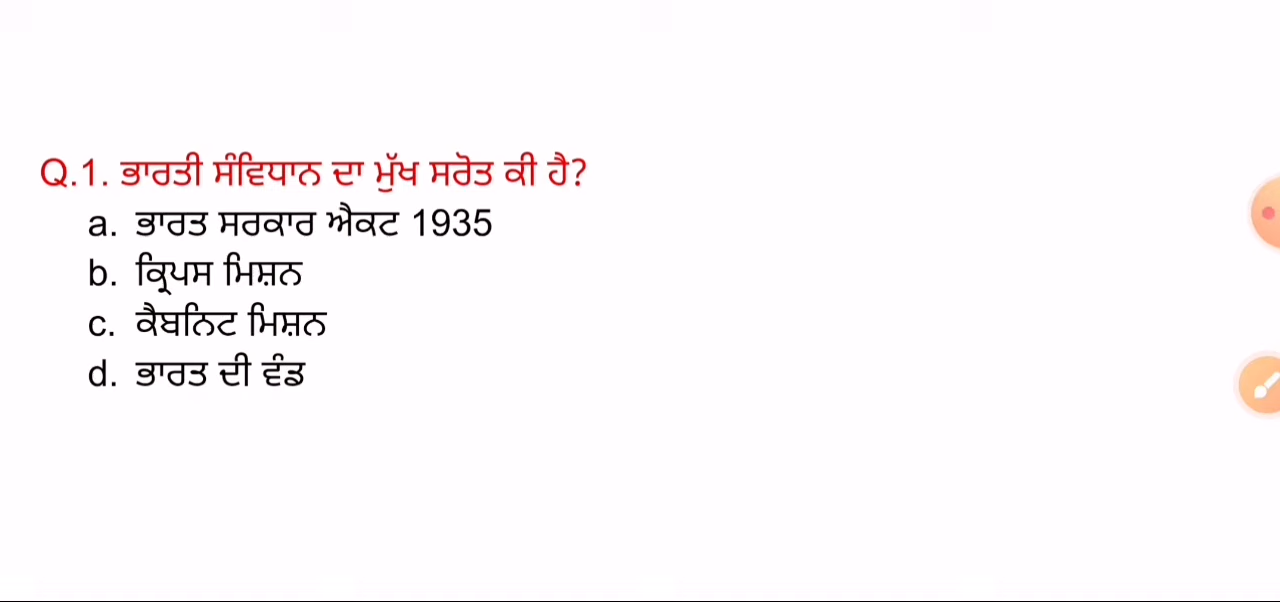 Q.1. ਭਾਰਤੀ ਸੰਵਿਧਾਨ ਦਾ ਮੁੱਖ ਸਰੋਤ ਕੀ ਹੈ?
a. ਭਾਰਤ ਸਰਕਾਰ ਐਕਟ 1935
b. ਕ੍ਰਿਪਸ ਮਿਸ਼ਨ
c. ਕੈਬਨਿਟ ਮਿਸ਼ਨ
d. ਭਾਰਤ ਦੀ ਵੰਡ